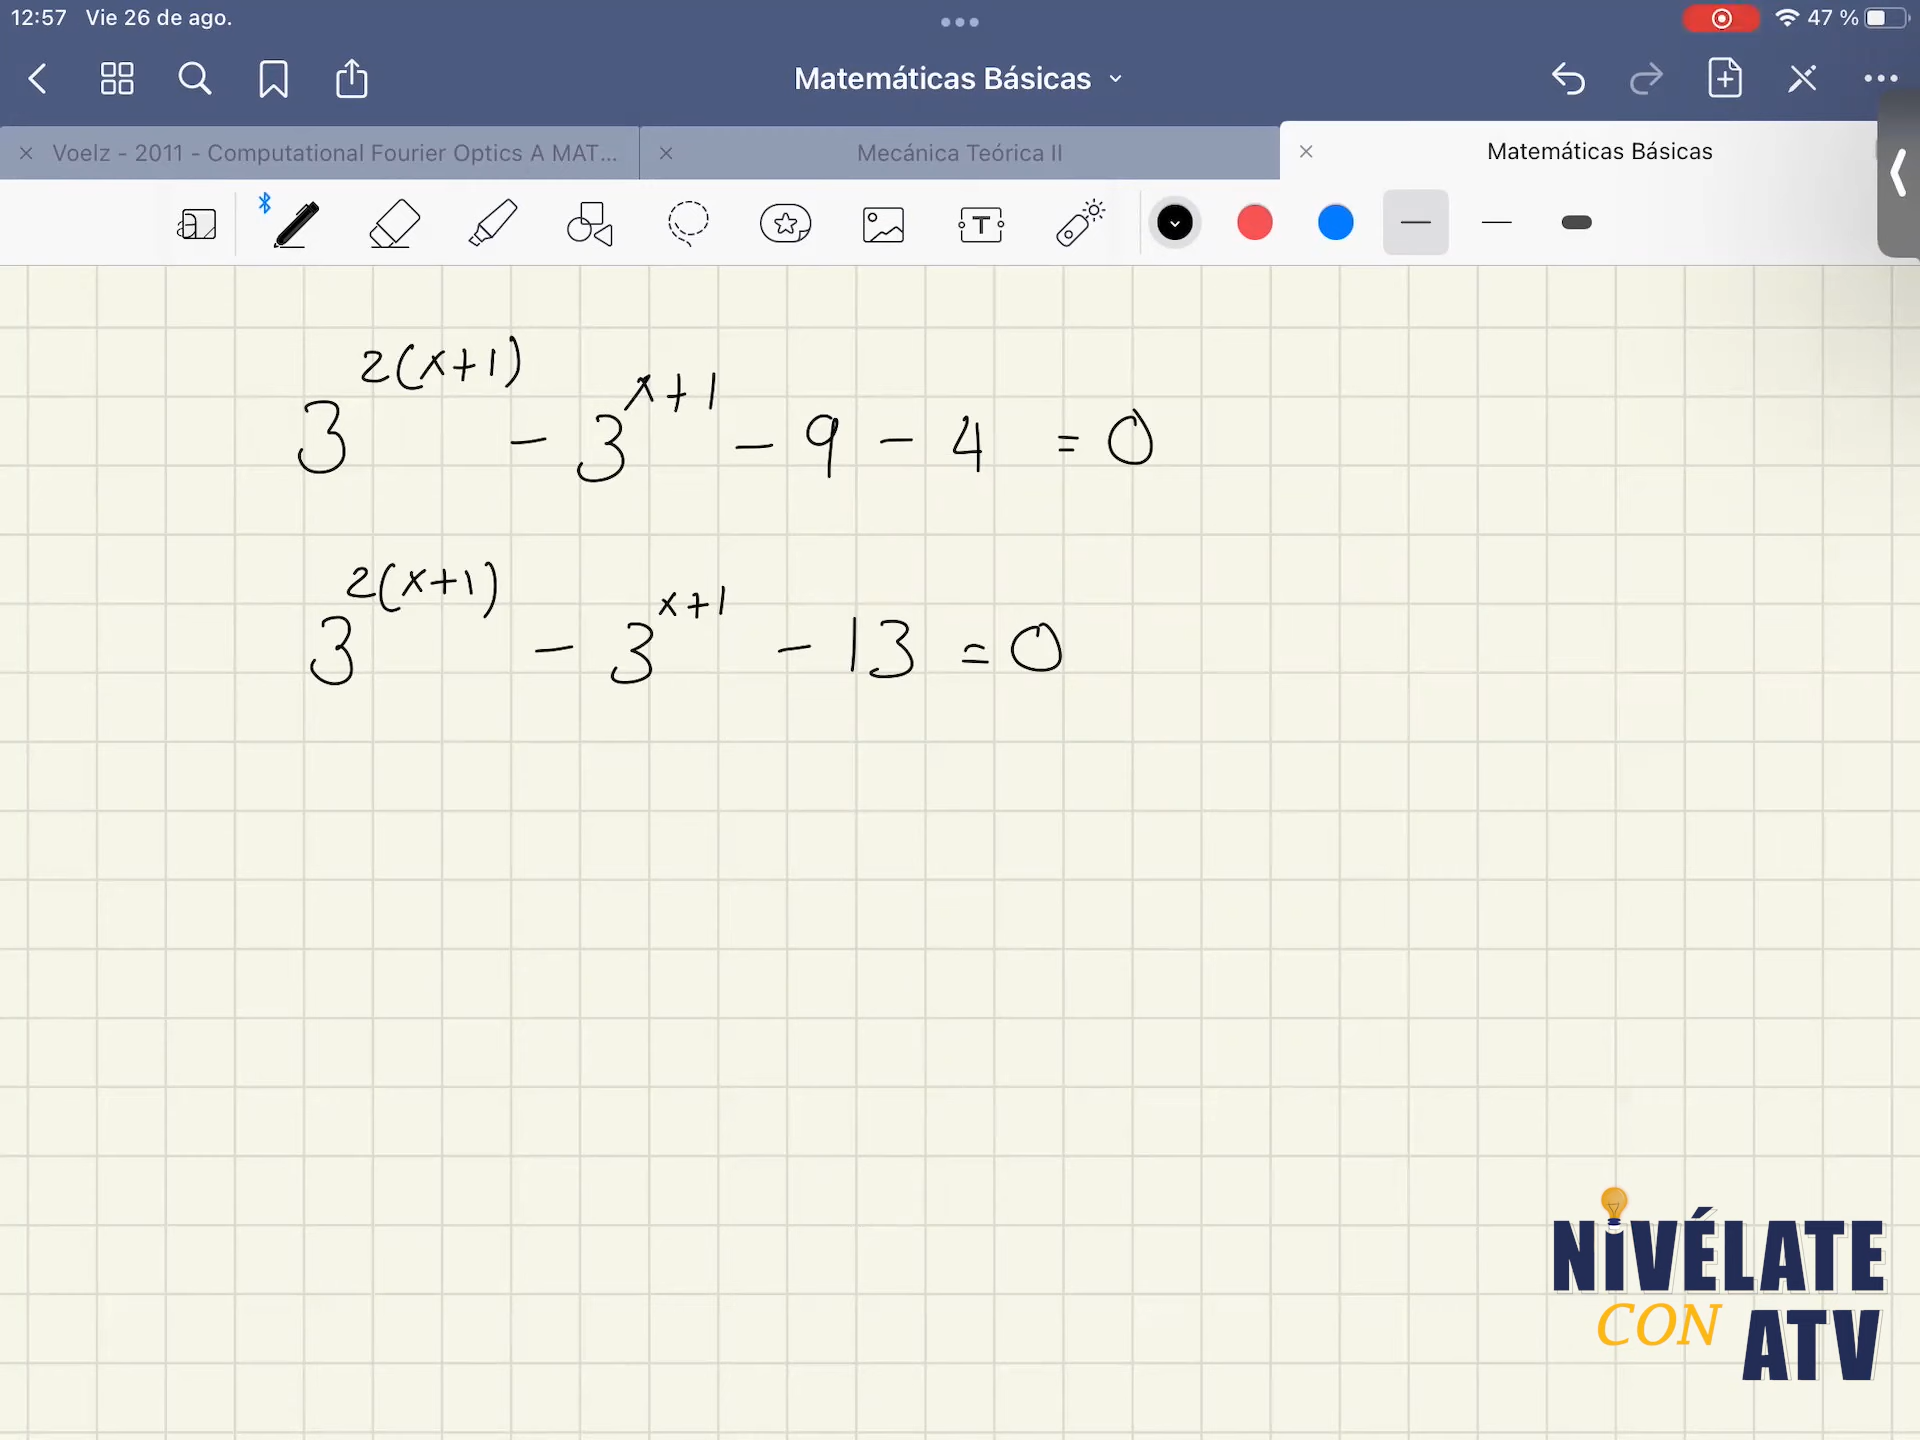 12:57 Vie 26 de ago. 47 %
Matemáticas Básicas
Voelz - 2011 - Computational Fourier Optics A MAT... Mecánica Teórica II Matemáticas Básicas
3^{2(x+1)} - 3^{x+1} - 9 - 4 = 0
3^{2(x+1)} - 3^{x+1} - 13 = 0
NIVÉLATE
CON
ATV